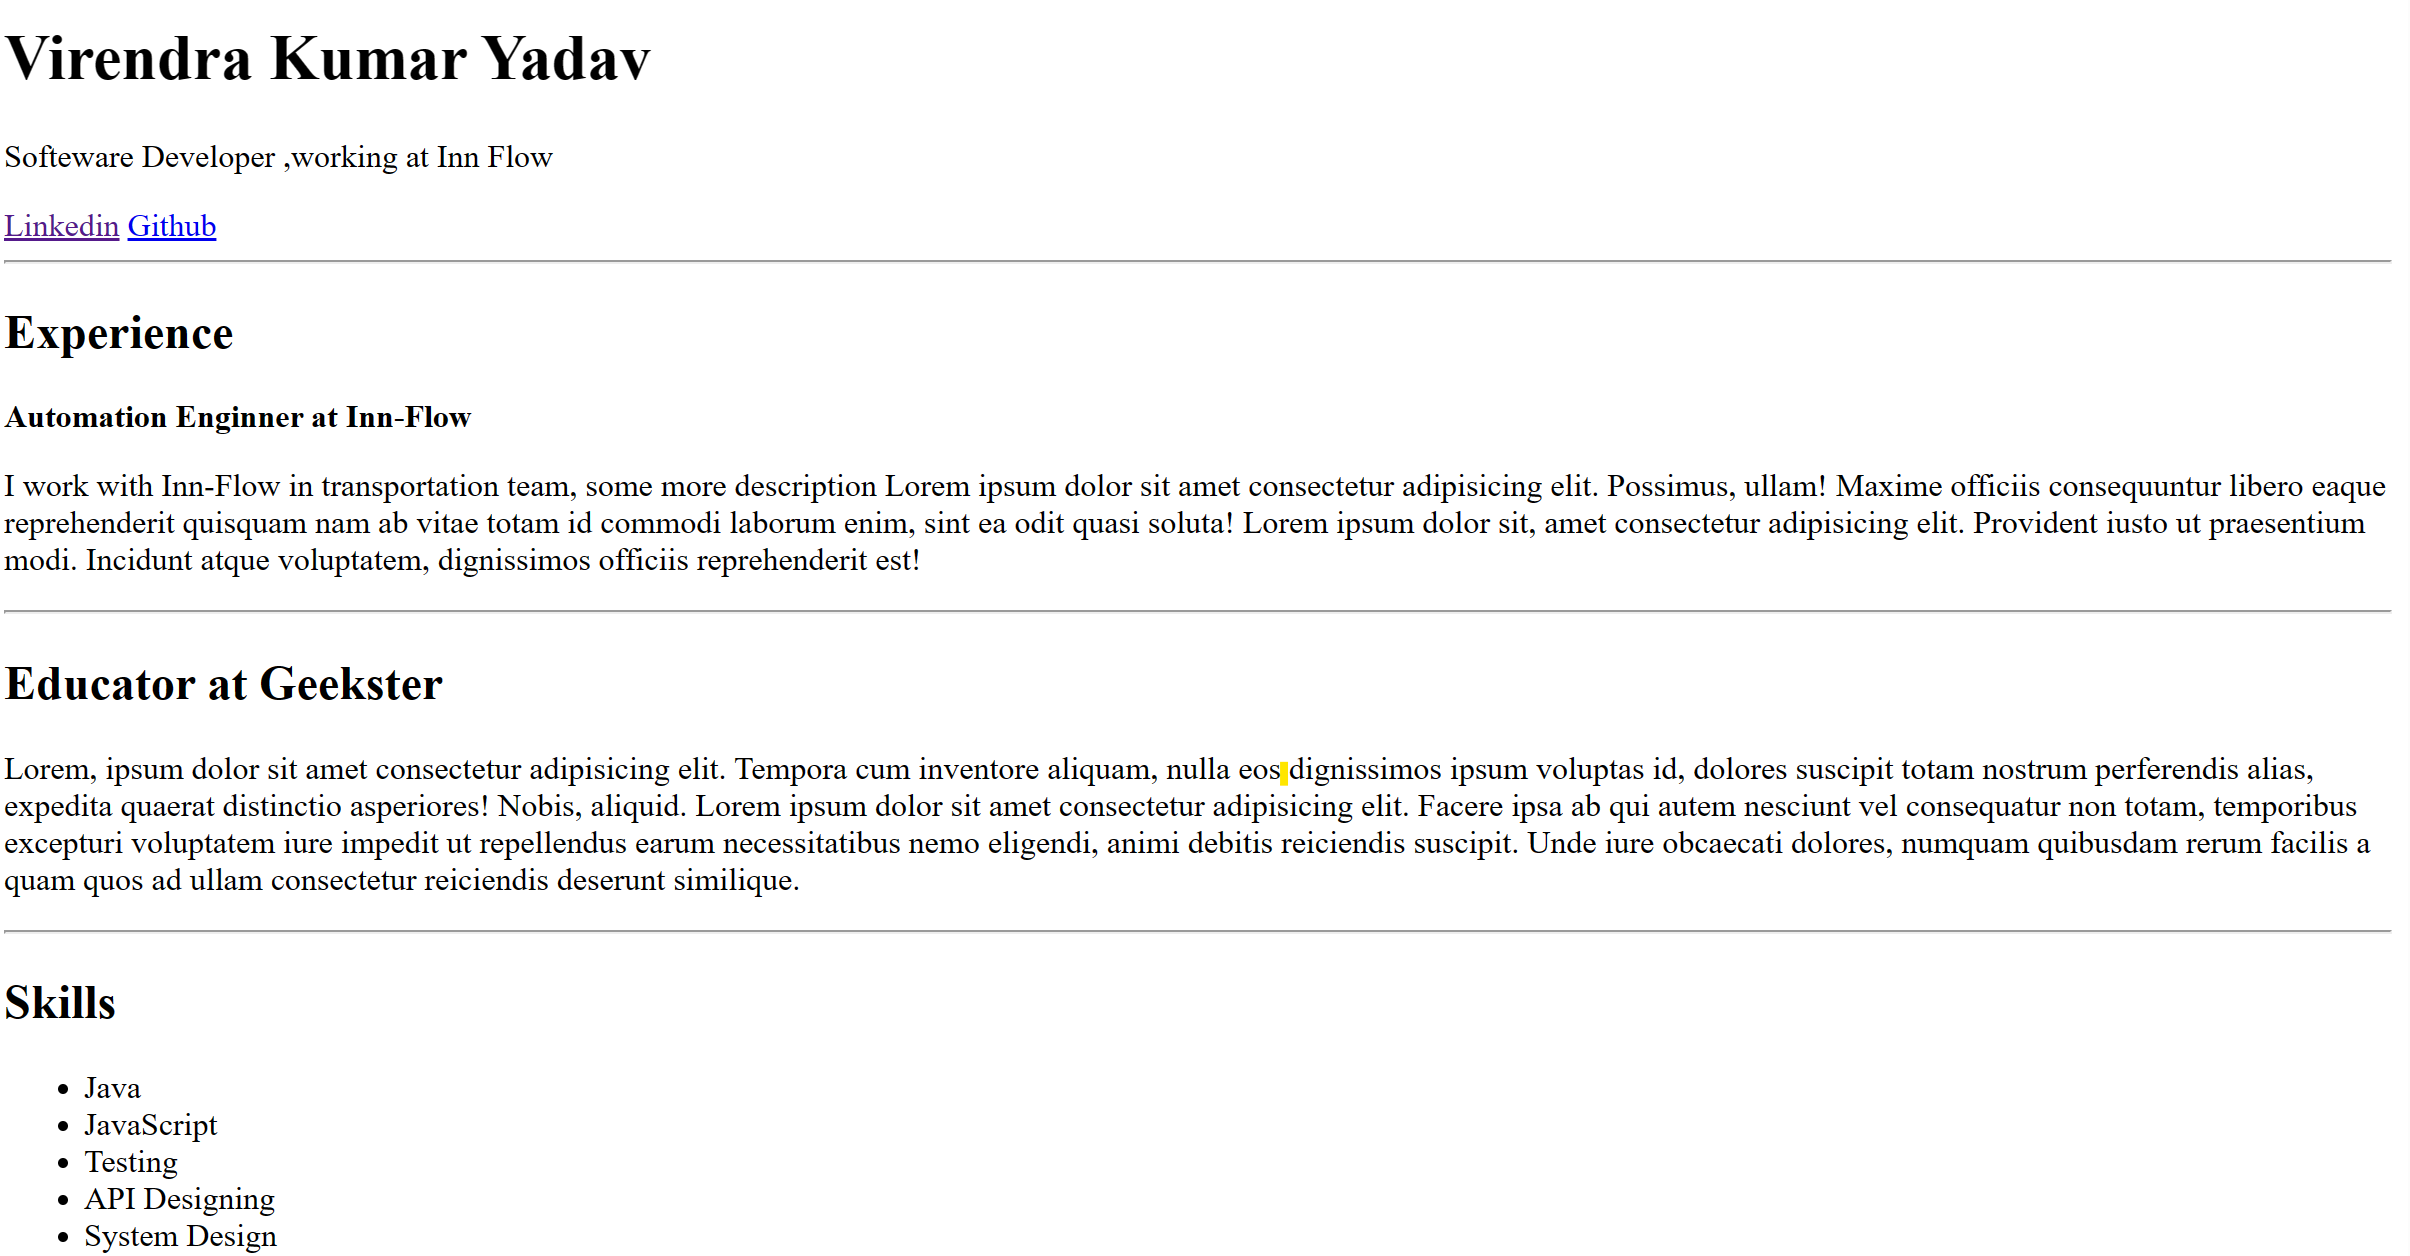 Virendra Kumar Yadav
Softeware Developer ,working at Inn Flow
Linkedin Github
Experience
Automation Enginner at Inn-Flow
I work with Inn-Flow in transportation team, some more description Lorem ipsum dolor sit amet consectetur adipisicing elit. Possimus, ullam! Maxime officiis consequuntur libero eaque
reprehenderit quisquam nam ab vitae totam id commodi laborum enim, sint ea odit quasi soluta! Lorem ipsum dolor sit, amet consectetur adipisicing elit. Provident iusto ut praesentium
modi. Incidunt atque voluptatem, dignissimos officiis reprehenderit est!
Educator at Geekster
Lorem, ipsum dolor sit amet consectetur adipisicing elit. Tempora cum inventore aliquam, nulla eos dignissimos ipsum voluptas id, dolores suscipit totam nostrum perferendis alias,
expedita quaerat distinctio asperiores! Nobis, aliquid. Lorem ipsum dolor sit amet consectetur adipisicing elit. Facere ipsa ab qui autem nesciunt vel consequatur non totam, temporibus
excepturi voluptatem iure impedit ut repellendus earum necessitatibus nemo eligendi, animi debitis reiciendis suscipit. Unde iure obcaecati dolores, numquam quibusdam rerum facilis a
quam quos ad ullam consectetur reiciendis deserunt similique.
Skills
• Java
• JavaScript
• Testing
• API Designing
• System Design